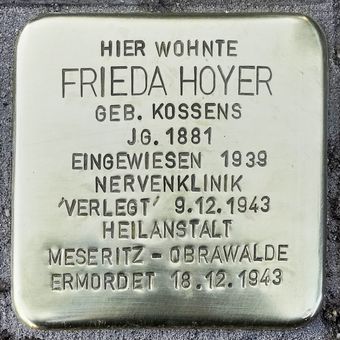 HIER WOHNTE
FRIEDA HOYER
GEB. KOSSENS
JG. 1881
EINGEWIESEN 1939
NERVENKLINIK
'VERLEGT' 9.12.1943
HEILANSTALT
MESERITZ - OBRAWALDE
ERMORDET 18.12.1943